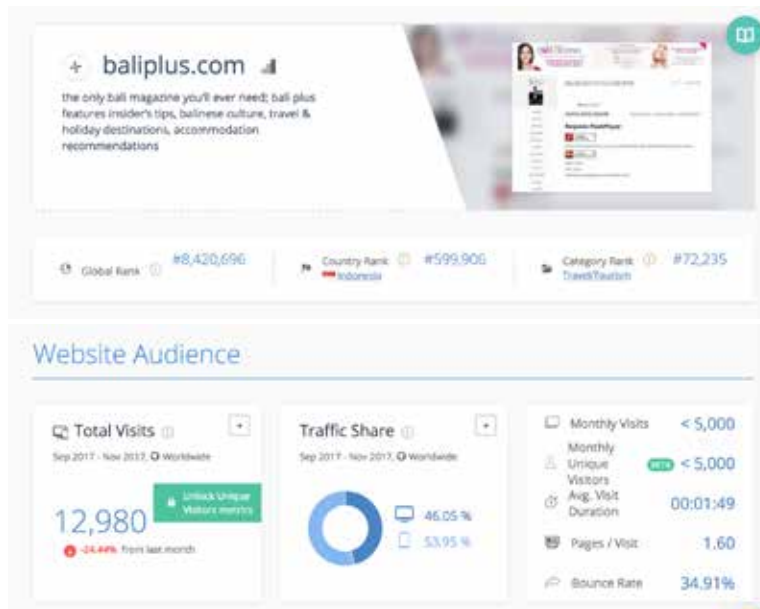 baliplus.com
the only bali magazine you'll ever need; bali plus
features insider's tips, balinese culture, travel &
holiday destinations, accommodation
recommendations
Global Rank #8,420,696
Country Rank #599,906
Indonesia
Category Rank #72,235
Travel/Tourism
Website Audience
Total Visits
Sep 2017 - Nov 2017, Worldwide
Unlock Unique
Visitors metrics
12,980
-24.44% from last month
Traffic Share
Sep 2017 - Nov 2017, Worldwide
46.05 %
53.95 %
Monthly Visits < 5,000
Monthly
Unique
Visitors
BETA < 5,000
Avg. Visit
Duration
00:01:49
Pages / Visit 1.60
Bounce Rate 34.91%